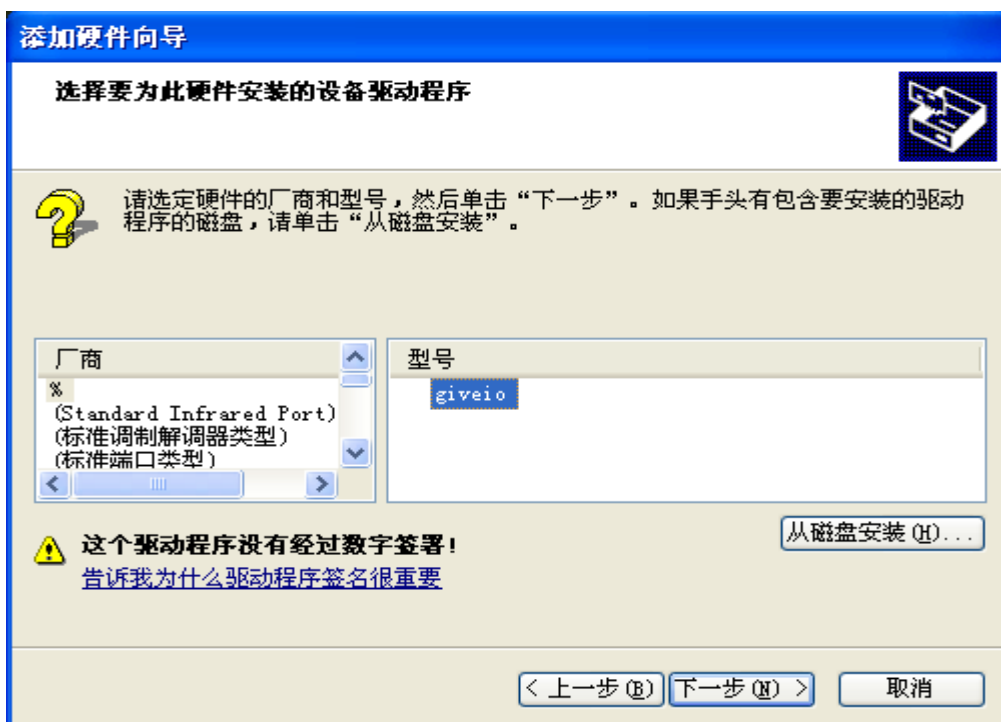 添加硬件向导
选择要为此硬件安装的设备驱动程序
请选定硬件的厂商和型号，然后单击“下一步”。如果手头有包含要安装的驱动
程序的磁盘，请单击“从磁盘安装”。
厂商
%
(Standard Infrared Port)
(标准调制解调器类型)
(标准端口类型)
型号
giveio
从磁盘安装(H)...
这个驱动程序没有经过数字签署!
告诉我为什么驱动程序签名很重要
< 上一步(B) 下一步(N) > 取消